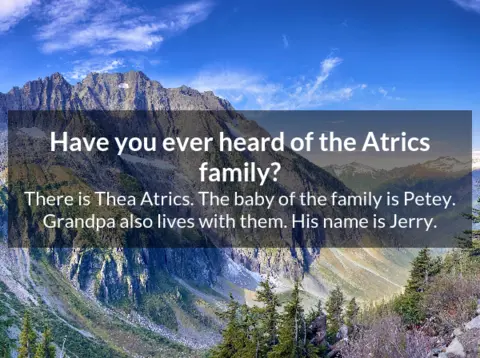 Have you ever heard of the Atrics
family?
There is Thea Atrics. The baby of the family is Petey.
Grandpa also lives with them. His name is Jerry.